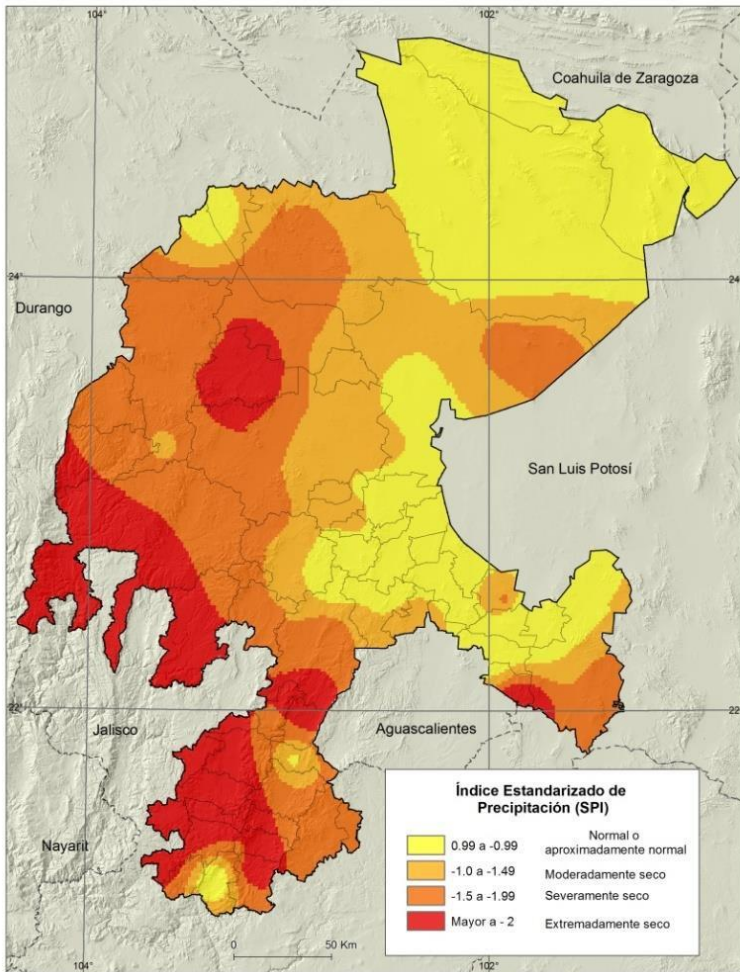 104°
102°
Coahuila de Zaragoza
24°
24°
Durango
San Luis Potosí
22°
22°
Jalisco
Aguascalientes
Nayarit
Índice Estandarizado de
Precipitación (SPI)
0.99 a -0.99 Normal o
aproximadamente normal
-1.0 a -1.49 Moderadamente seco
-1.5 a -1.99 Severamente seco
Mayor a - 2 Extremadamente seco
0 50 Km
104°
102°